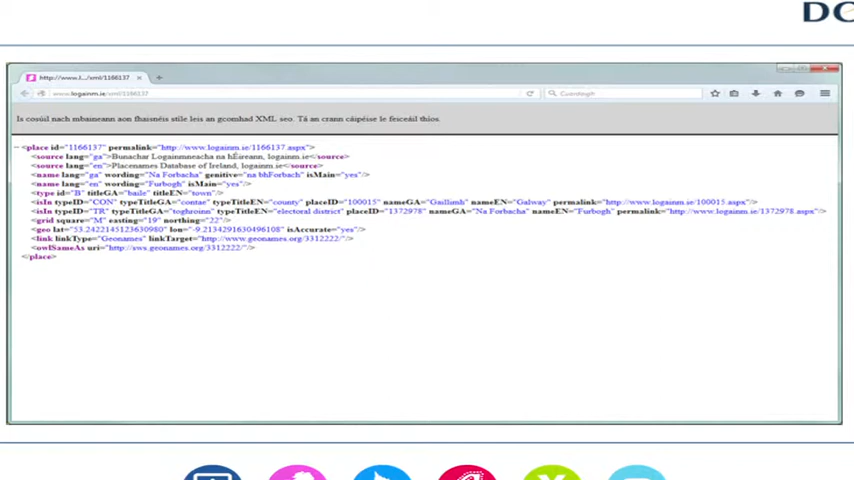 DC
http://www.l.../xml/1166137
www.logainm.ie/xml/1166137
Cuardaigh
Is cosúil nach mbaineann aon fhaisnéis stíle leis an gcomhad XML seo. Tá an crann cáipéise le feiceáil thíos.
<place id="1166137" permalink="http://www.logainm.ie/1166137.aspx">
<source lang="ga">Bunachar Logainmneacha na hÉireann, logainm.ie</source>
<source lang="en">Placenames Database of Ireland, logainm.ie</source>
<name lang="ga" wording="Na Forbacha" genitive="na bhForbach" isMain="yes"/>
<name lang="en" wording="Furbogh" isMain="yes"/>
<type id="B" titleGA="baile" titleEN="town"/>
<isIn typeID="CON" typeTitleGA="contae" typeTitleEN="county" placeID="100015" nameGA="Gaillimh" nameEN="Galway" permalink="http://www.logainm.ie/100015.aspx"/>
<isIn typeID="TR" typeTitleGA="toghroinn" typeTitleEN="electoral district" placeID="1372978" nameGA="Na Forbacha" nameEN="Furbogh" permalink="http://www.logainm.ie/1372978.aspx"/>
<grid square="M" easting="19" northing="22"/>
<geo lat="53.2422145123630980" lon="-9.2134291630496108" isAccurate="yes"/>
<link linkType="Geonames" linkTarget="http://www.geonames.org/3312222/"/>
<owlSameAs uri="http://sws.geonames.org/3312222/"/>
</place>